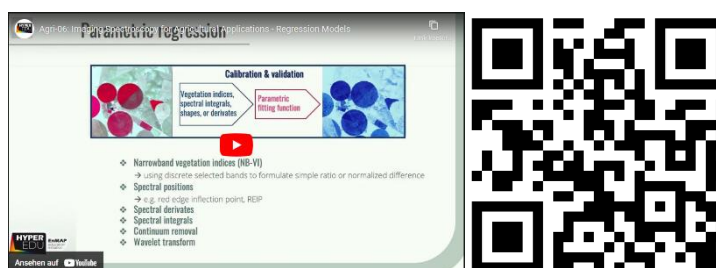 Agri-06: Imaging Spectroscopy for Agricultural Applications - Regression Models
Parametric regression
Calibration & validation
Vegetation indices,
spectral integrals,
shapes, or derivates
Parametric
fitting function
❖ Narrowband vegetation indices (NB-VI)
→ using discrete selected bands to formulate simple ratio or normalized difference
❖ Spectral positions
→ e.g. red edge inflection point, REIP
❖ Spectral derivates
❖ Spectral integrals
❖ Continuum removal
❖ Wavelet transform
HYPER
EDU
EnMAP
Ansehen auf YouTube